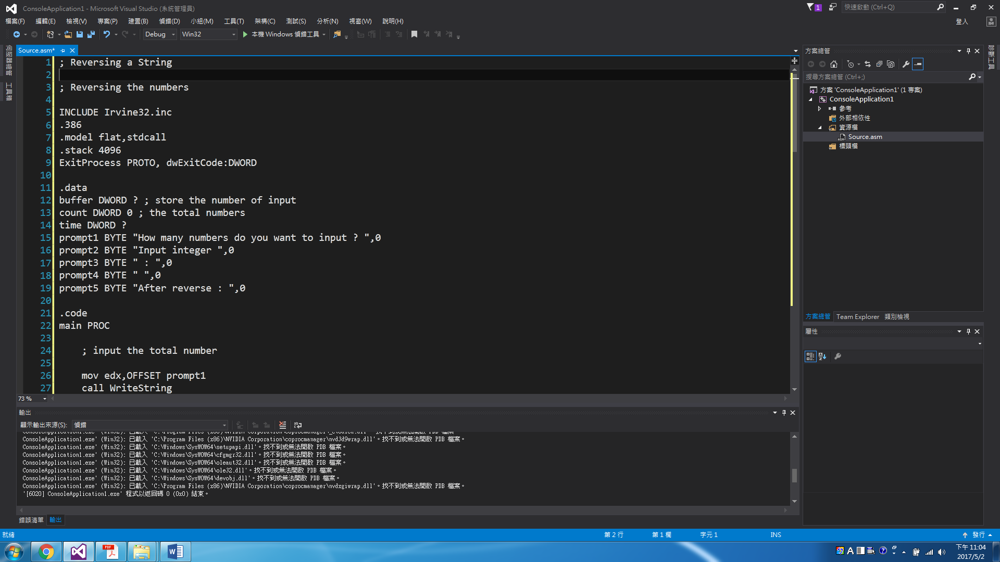 ConsoleApplication1 - Microsoft Visual Studio (系統管理員)
1
快速啟動 (Ctrl+Q)
檔案(F) 編輯(E) 檢視(V) 專案(P) 建置(B) 偵錯(D) 小組(M) 工具(T) 架構(C) 測試(S) 分析(N) 視窗(W) 說明(H)
登入
Debug Win32 本機 Windows 偵錯工具
伺服器總管
工具箱
Source.asm*
1 ; Reversing a String
2
3 ; Reversing the numbers
4
5 INCLUDE Irvine32.inc
6 .386
7 .model flat,stdcall
8 .stack 4096
9 ExitProcess PROTO, dwExitCode:DWORD
10
11 .data
12 buffer DWORD ? ; store the number of input
13 count DWORD 0 ; the total numbers
14 time DWORD ?
15 prompt1 BYTE "How many numbers do you want to input ? ",0
16 prompt2 BYTE "Input integer ",0
17 prompt3 BYTE " : ",0
18 prompt4 BYTE " ",0
19 prompt5 BYTE "After reverse : ",0
20
21 .code
22 main PROC
23
24 ; input the total number
25
26 mov edx,OFFSET prompt1
27 call WriteString
73 %
輸出
顯示輸出來源(S): 偵錯
ConsoleApplication1.exe' (Win32): 已載入 'C:\Program Files (x86)\NVIDIA Corporation\coprocmanager\nvd3d9wrap.dll'。找不到或無法開啟 PDB 檔案。
ConsoleApplication1.exe' (Win32): 已載入 'C:\Windows\SysWOW64\setupapi.dll'。找不到或無法開啟 PDB 檔案。
ConsoleApplication1.exe' (Win32): 已載入 'C:\Windows\SysWOW64\cfgmgr32.dll'。找不到或無法開啟 PDB 檔案。
ConsoleApplication1.exe' (Win32): 已載入 'C:\Windows\SysWOW64\oleaut32.dll'。找不到或無法開啟 PDB 檔案。
ConsoleApplication1.exe' (Win32): 已載入 'C:\Windows\SysWOW64\ole32.dll'。找不到或無法開啟 PDB 檔案。
ConsoleApplication1.exe' (Win32): 已載入 'C:\Windows\SysWOW64\devobj.dll'。找不到或無法開啟 PDB 檔案。
ConsoleApplication1.exe' (Win32): 已載入 'C:\Program Files (x86)\NVIDIA Corporation\coprocmanager\nvdxgiwrap.dll'。找不到或無法開啟 PDB 檔案。
'[6020] ConsoleApplication1.exe' 程式以返回碼 0 (0x0) 結束。
錯誤清單 輸出
方案總管
搜尋方案總管 (Ctrl+;)
方案 'ConsoleApplication1' (1 專案)
ConsoleApplication1
參考
外部相依性
資源檔
Source.asm
標頭檔
方案總管 Team Explorer 類別檢視
屬性
診斷工具
就緒 第 2 行 第 1 欄 字元 1 INS 發行
下午 11:04
2017/5/2